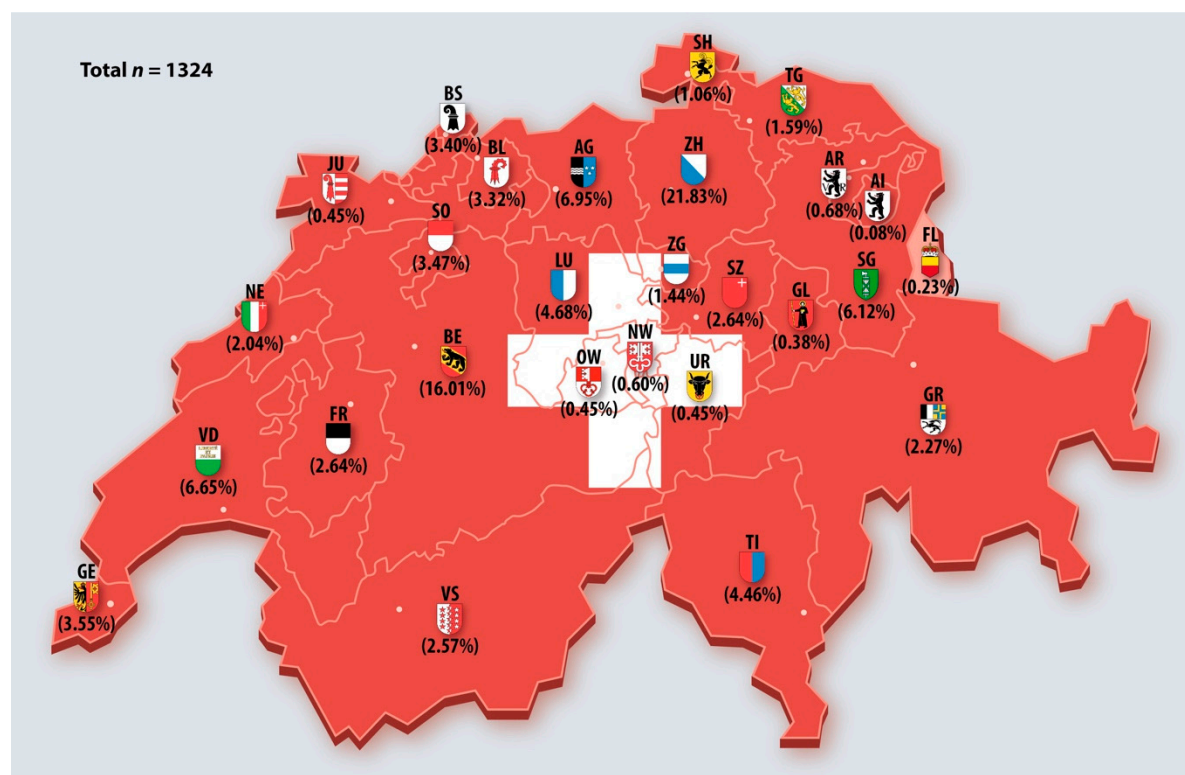 Total n = 1324
SH
(1.06%)
TG
(1.59%)
BS
(3.40%)
BL
(3.32%)
AG
(6.95%)
ZH
(21.83%)
AR
(0.68%)
AI
(0.08%)
JU
(0.45%)
SO
(3.47%)
LU
(4.68%)
ZG
(1.44%)
SZ
(2.64%)
GL
(0.38%)
SG
(6.12%)
FL
(0.23%)
NE
(2.04%)
BE
(16.01%)
OW
(0.45%)
NW
(0.60%)
UR
(0.45%)
GR
(2.27%)
FR
(2.64%)
VD
(6.65%)
GE
(3.55%)
VS
(2.57%)
TI
(4.46%)